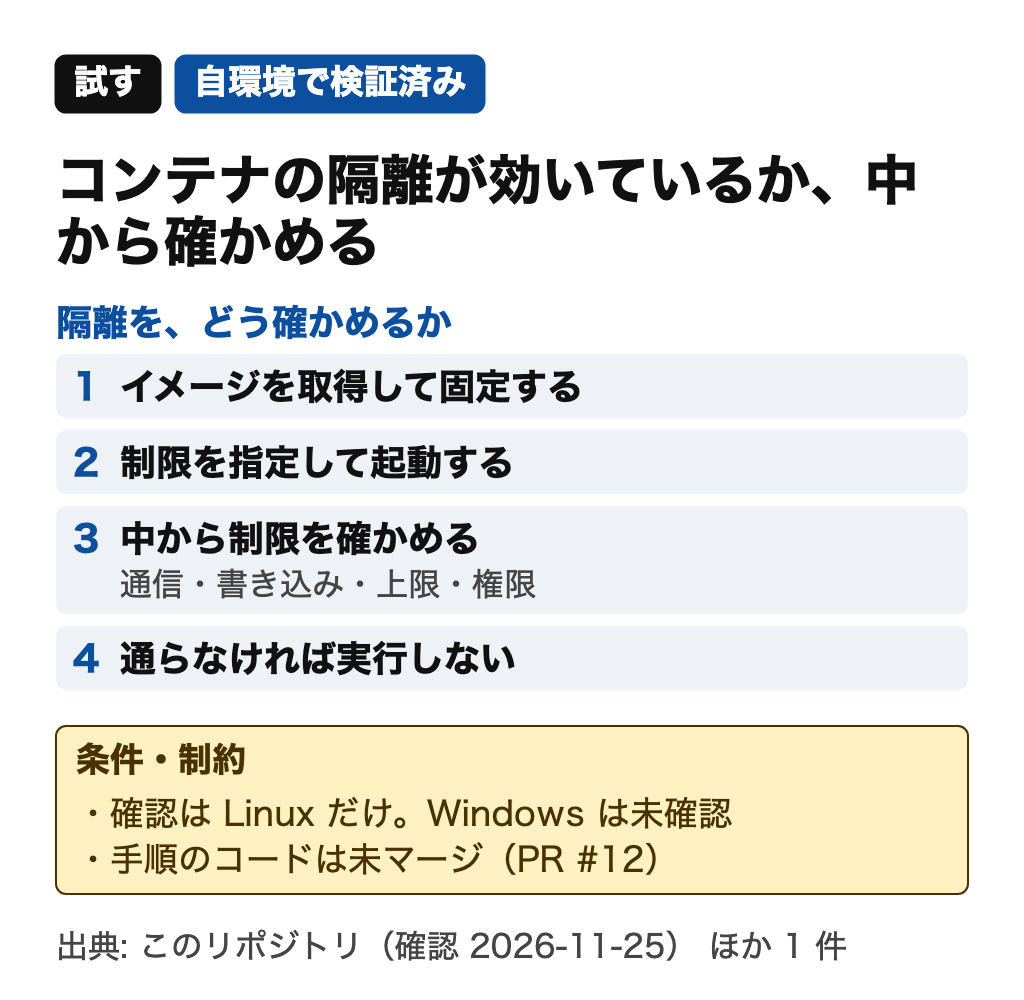 試す 自環境で検証済み
コンテナの隔離が効いているか、中
から確かめる
隔離を、どう確かめるか
1 イメージを取得して固定する
2 制限を指定して起動する
3 中から制限を確かめる
通信・書き込み・上限・権限
4 通らなければ実行しない
条件・制約
・確認は Linux だけ。Windows は未確認
・手順のコードは未マージ（PR #12）
出典: このリポジトリ（確認 2026-11-25） ほか 1 件